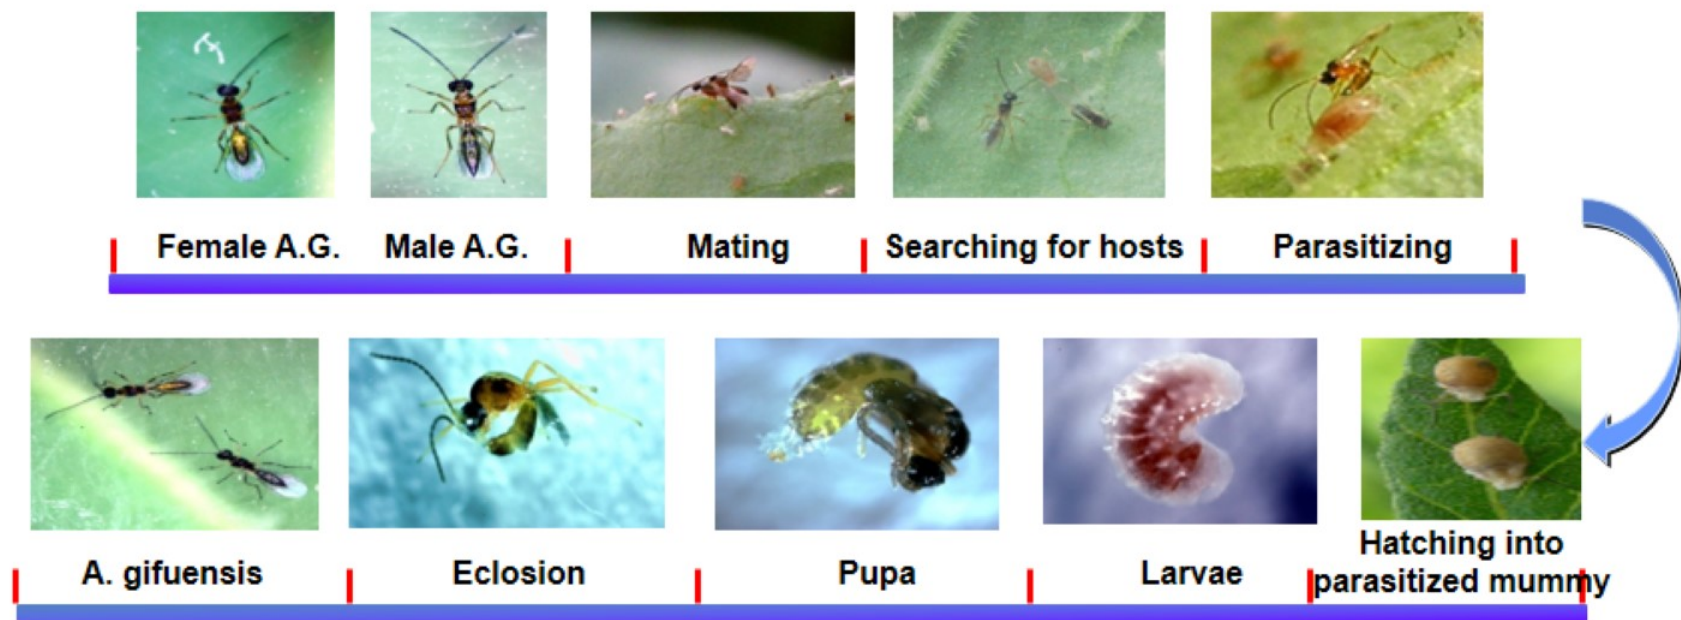 Female A.G.
Male A.G.
Mating
Searching for hosts
Parasitizing
A. gifuensis
Eclosion
Pupa
Larvae
Hatching into
parasitized mummy